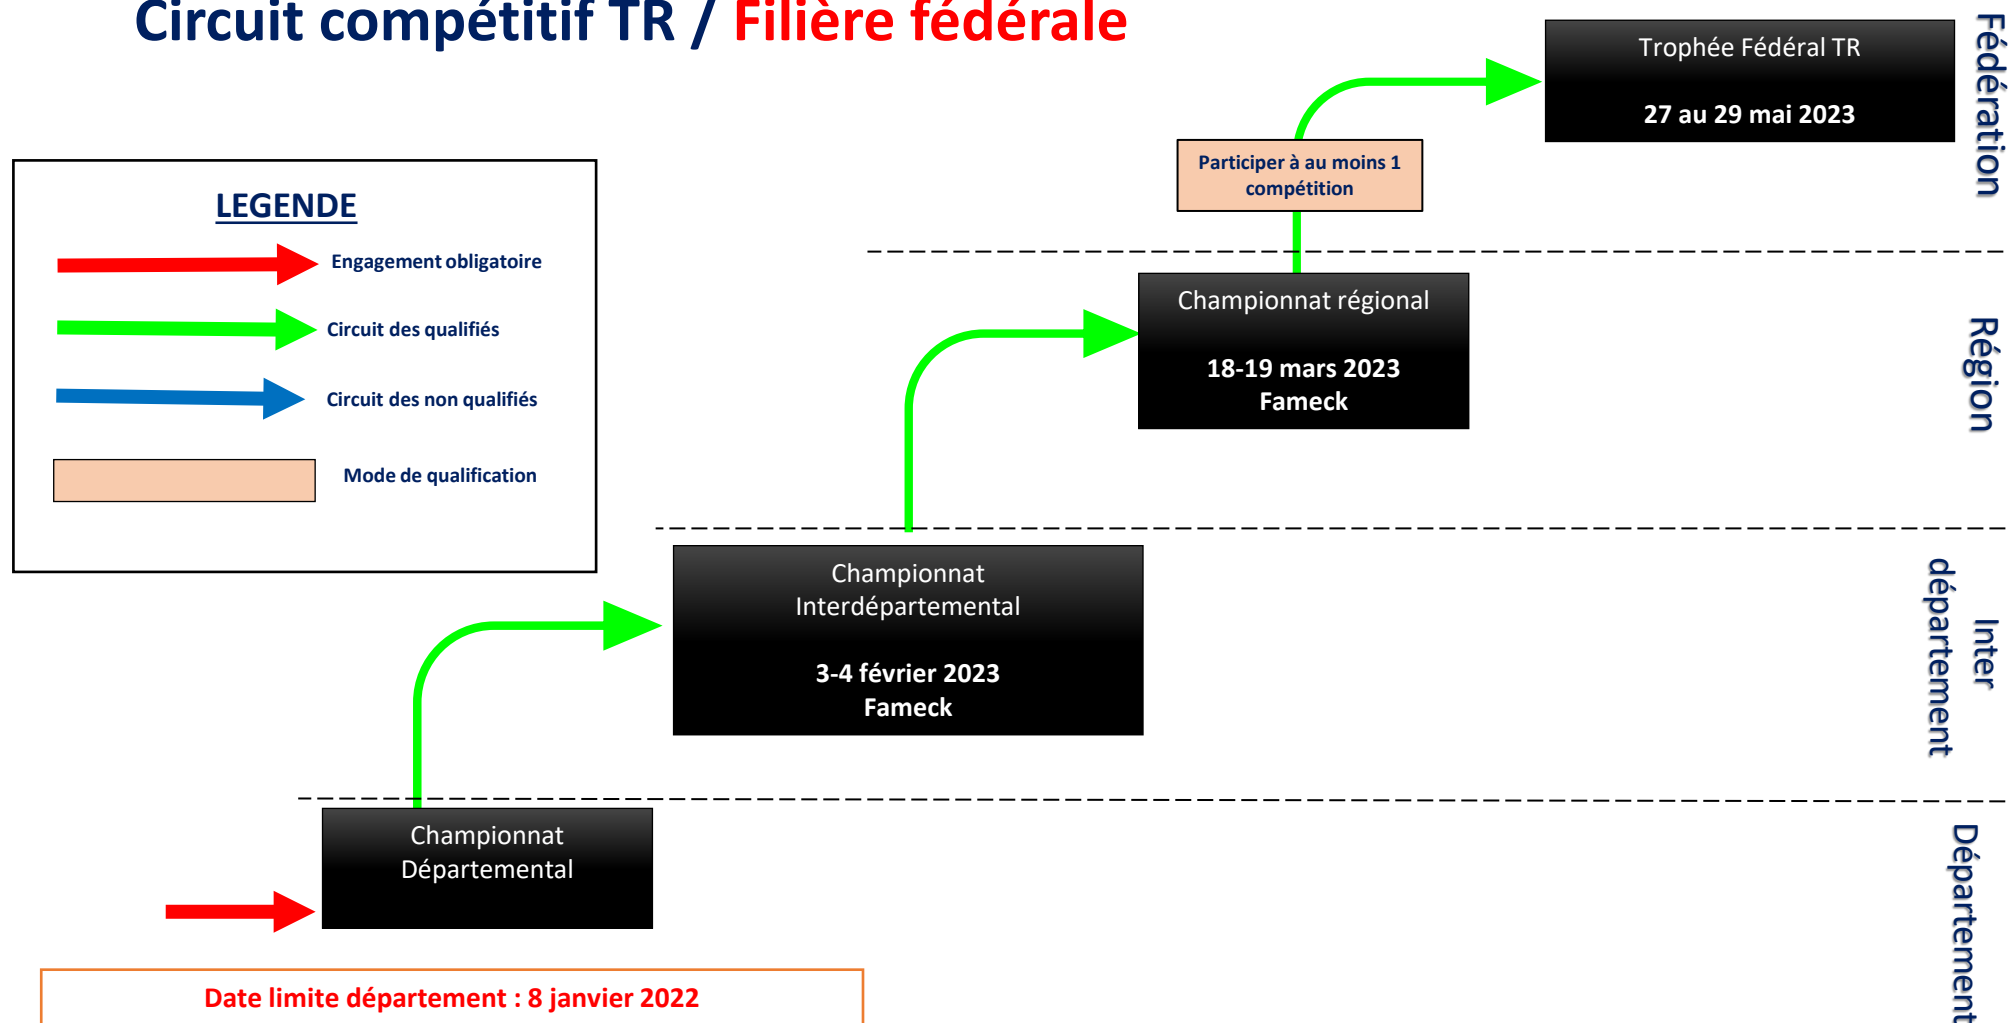 Circuit compétitif TR / Filière fédérale
Trophée Fédéral TR
27 au 29 mai 2023
Fédération
Participer à au moins 1
compétition
LEGENDE
Engagement obligatoire
Circuit des qualifiés
Circuit des non qualifiés
Mode de qualification
Championnat régional
18-19 mars 2023
Fameck
Région
Championnat
Interdépartemental
3-4 février 2023
Fameck
Inter
département
Championnat
Départemental
Département
Date limite département : 8 janvier 2022